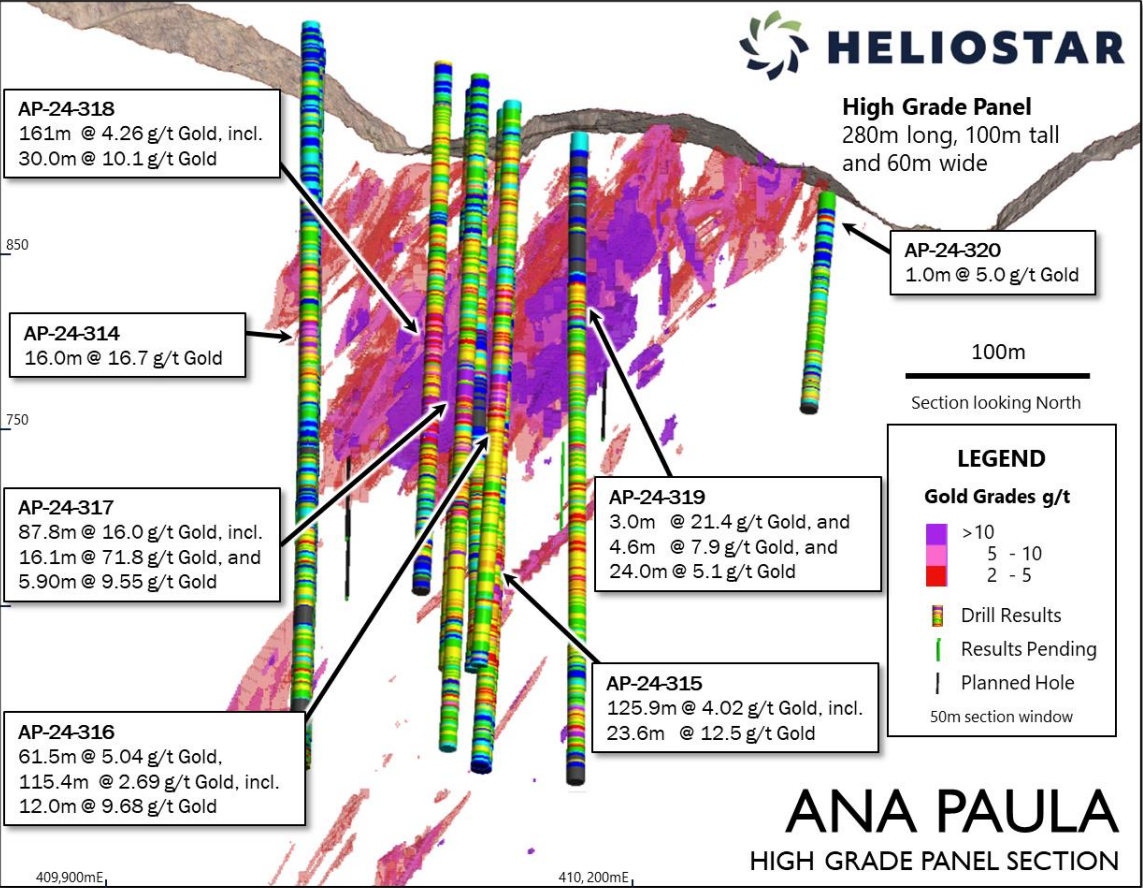 HELIOSTAR
High Grade Panel
280m long, 100m tall
and 60m wide
AP-24-318
161m @ 4.26 g/t Gold, incl.
30.0m @ 10.1 g/t Gold
850
AP-24-320
1.0m @ 5.0 g/t Gold
AP-24-314
16.0m @ 16.7 g/t Gold
100m
Section looking North
750
LEGEND
Gold Grades g/t
>10
5 - 10
2 - 5
Drill Results
Results Pending
Planned Hole
50m section window
AP-24-317
87.8m @ 16.0 g/t Gold, incl.
16.1m @ 71.8 g/t Gold, and
5.90m @ 9.55 g/t Gold
AP-24-319
3.0m @ 21.4 g/t Gold, and
4.6m @ 7.9 g/t Gold, and
24.0m @ 5.1 g/t Gold
AP-24-315
125.9m @ 4.02 g/t Gold, incl.
23.6m @ 12.5 g/t Gold
AP-24-316
61.5m @ 5.04 g/t Gold,
115.4m @ 2.69 g/t Gold, incl.
12.0m @ 9.68 g/t Gold
ANA PAULA
HIGH GRADE PANEL SECTION
409,900mE
410, 200mE